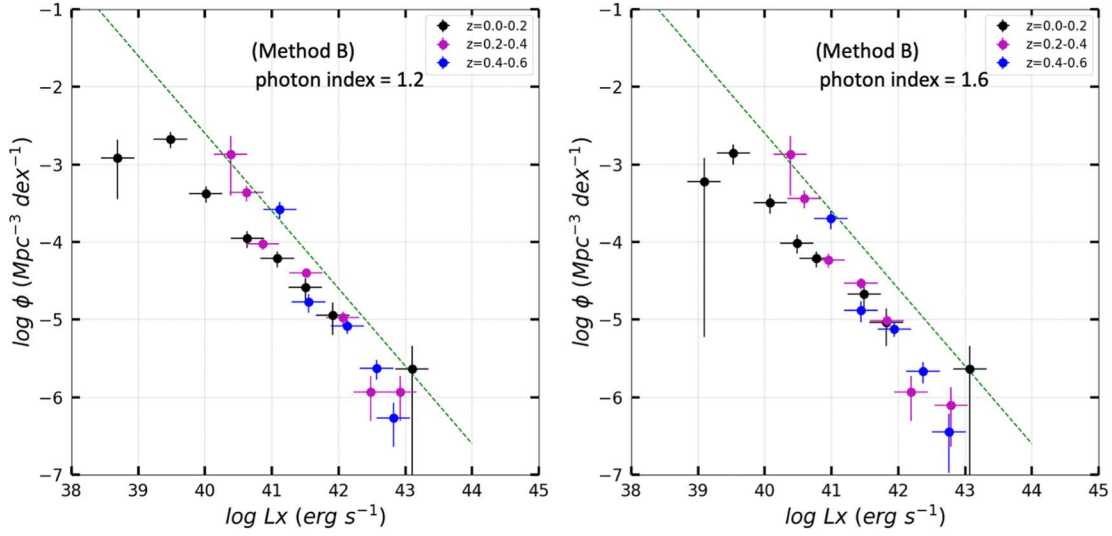 (Method B)
photon index = 1.2
z=0.0-0.2
z=0.2-0.4
z=0.4-0.6
−1
−2
−3
−4
−5
−6
−7
log ϕ (Mpc⁻³ dex⁻¹)
38 39 40 41 42 43 44 45
log Lx (erg s⁻¹)
(Method B)
photon index = 1.6
z=0.0-0.2
z=0.2-0.4
z=0.4-0.6
−1
−2
−3
−4
−5
−6
−7
log ϕ (Mpc⁻³ dex⁻¹)
38 39 40 41 42 43 44 45
log Lx (erg s⁻¹)